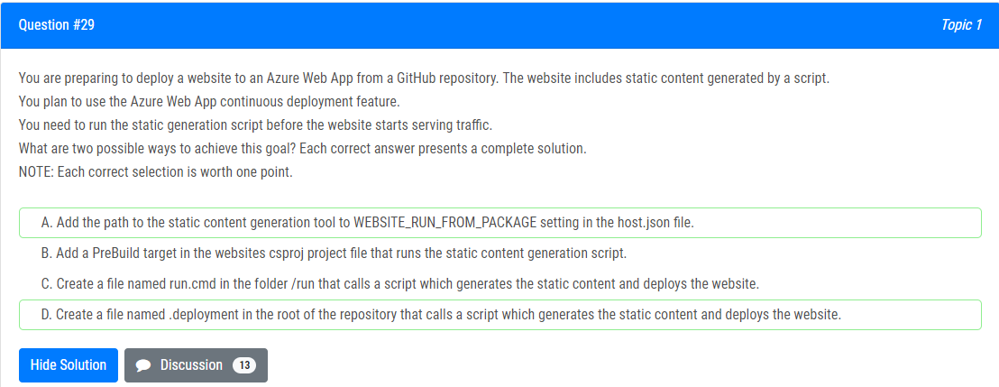 Question #29
Topic 1
You are preparing to deploy a website to an Azure Web App from a GitHub repository. The website includes static content generated by a script.
You plan to use the Azure Web App continuous deployment feature.
You need to run the static generation script before the website starts serving traffic.
What are two possible ways to achieve this goal? Each correct answer presents a complete solution.
NOTE: Each correct selection is worth one point.
A. Add the path to the static content generation tool to WEBSITE_RUN_FROM_PACKAGE setting in the host.json file.
B. Add a PreBuild target in the websites csproj project file that runs the static content generation script.
C. Create a file named run.cmd in the folder /run that calls a script which generates the static content and deploys the website.
D. Create a file named .deployment in the root of the repository that calls a script which generates the static content and deploys the website.
Hide Solution
Discussion 13